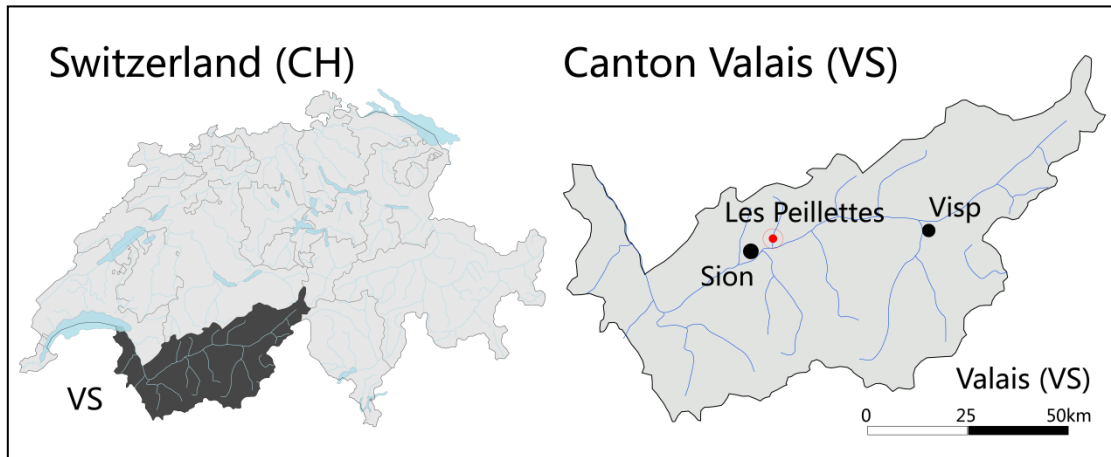 Switzerland (CH)
VS
Canton Valais (VS)
Les Peillettes
Visp
Sion
Valais (VS)
0 25 50km